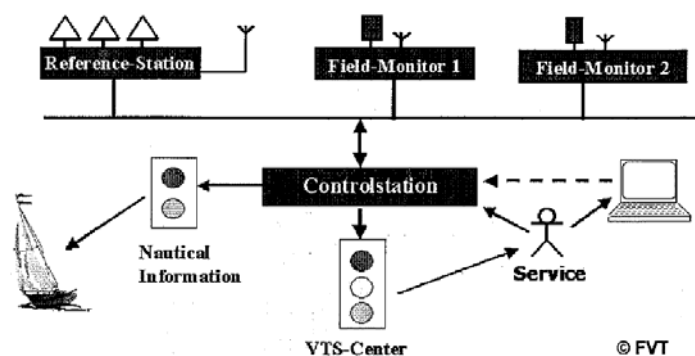 Reference-Station
Field-Monitor 1
Field-Monitor 2
Controlstation
Nautical
Information
Service
VTS-Center
© FVT